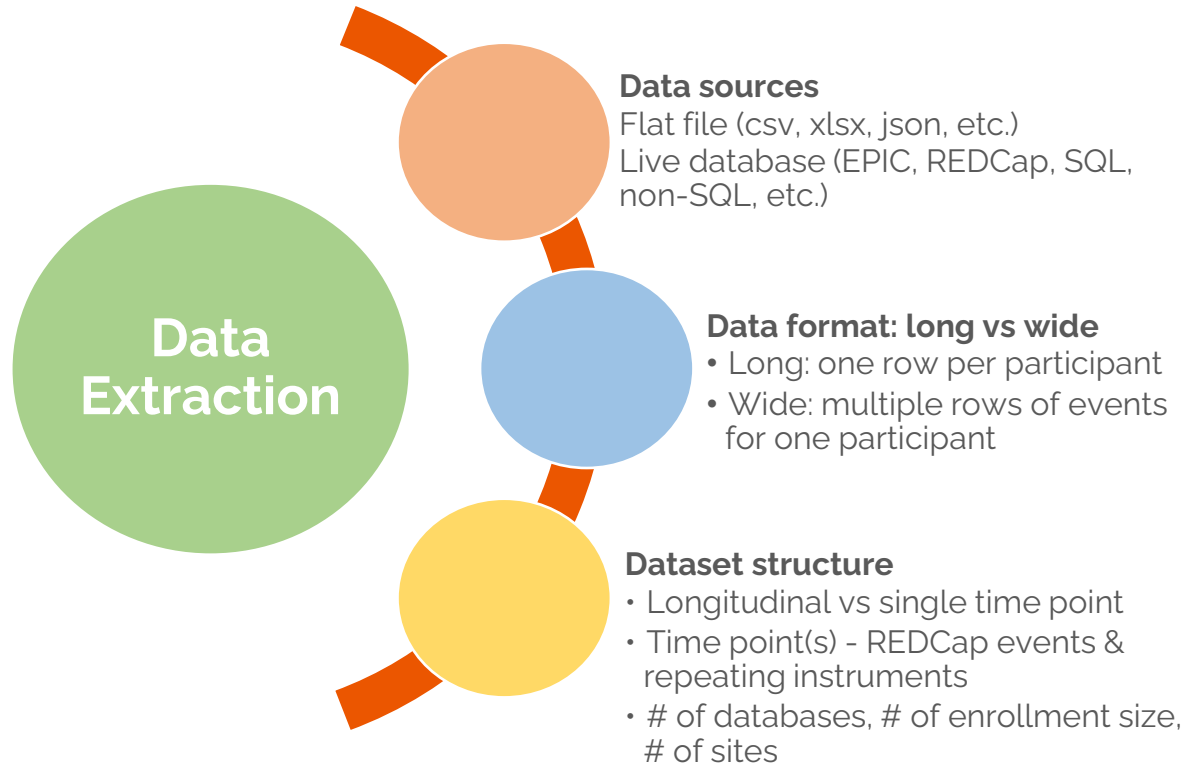 Data
Extraction
Data sources
Flat file (csv, xlsx, json, etc.)
Live database (EPIC, REDCap, SQL,
non-SQL, etc.)
Data format: long vs wide
• Long: one row per participant
• Wide: multiple rows of events
for one participant
Dataset structure
• Longitudinal vs single time point
• Time point(s) - REDCap events &
repeating instruments
• # of databases, # of enrollment size,
# of sites